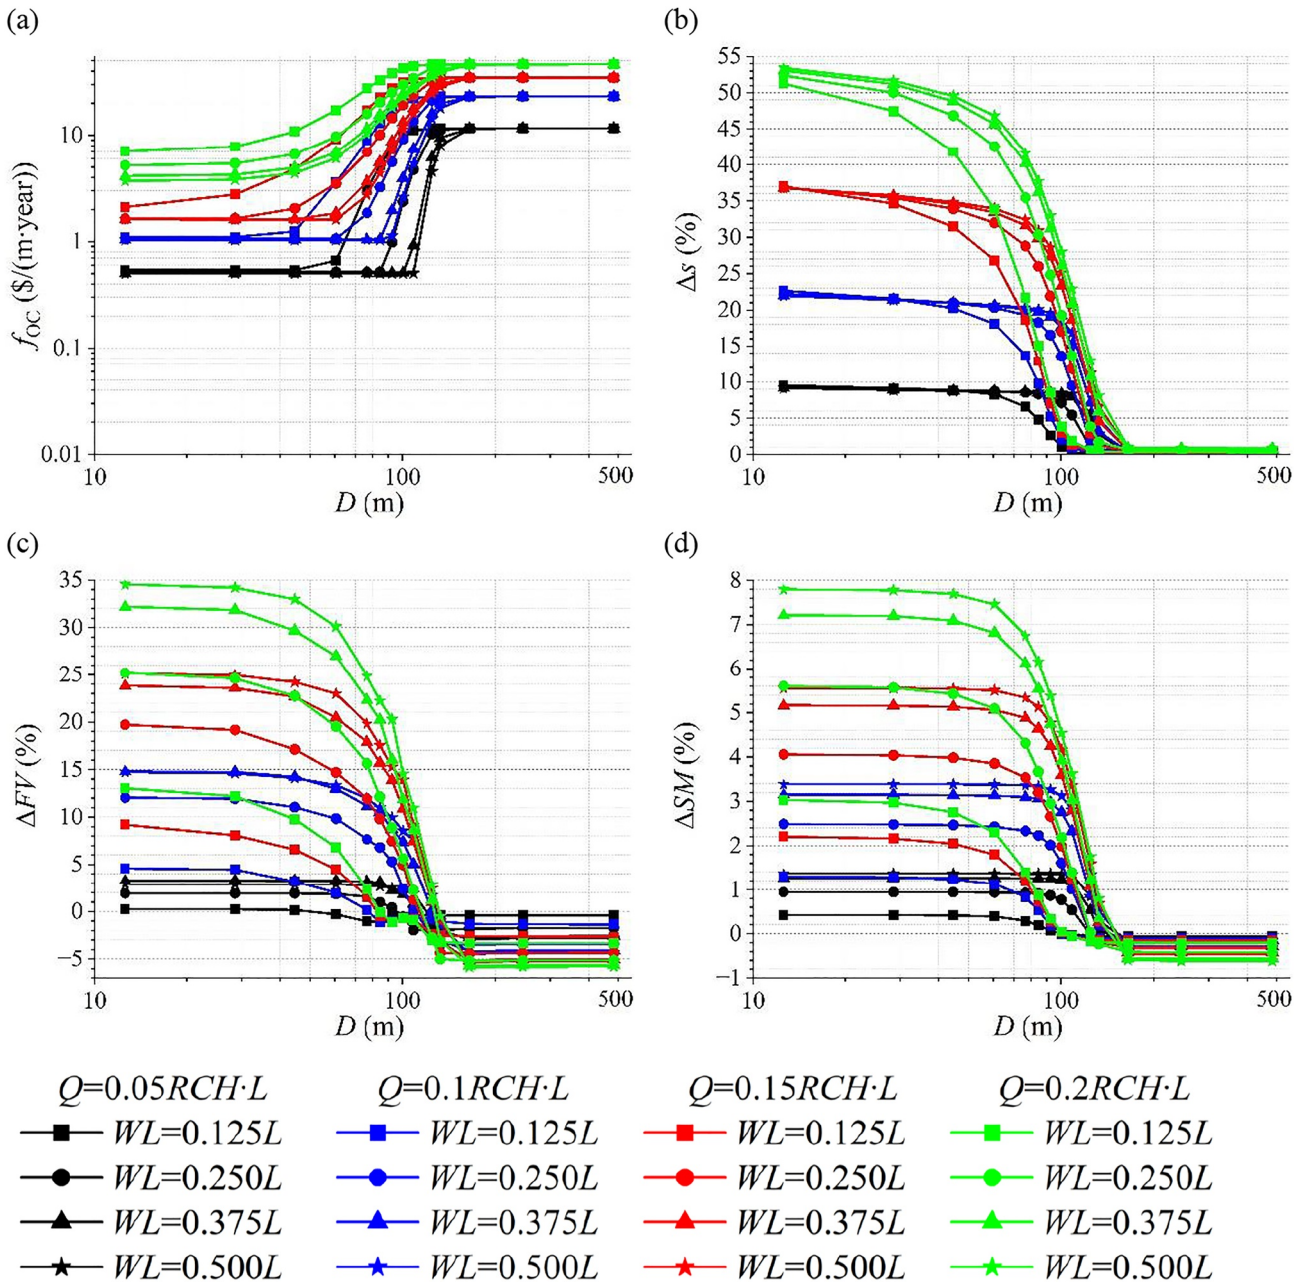 (a)
(b)
f_OC ($/(m·year))
10
1
0.1
0.01
10
100
500
D (m)
Δs (%)
55
50
45
40
35
30
25
20
15
10
5
0
10
100
500
D (m)
(c)
(d)
ΔFV (%)
35
30
25
20
15
10
5
0
−5
10
100
500
D (m)
ΔSM (%)
8
7
6
5
4
3
2
1
0
−1
10
100
500
D (m)
Q=0.05RCH·L Q=0.1RCH·L Q=0.15RCH·L Q=0.2RCH·L
WL=0.125L WL=0.125L WL=0.125L WL=0.125L
WL=0.250L WL=0.250L WL=0.250L WL=0.250L
WL=0.375L WL=0.375L WL=0.375L WL=0.375L
WL=0.500L WL=0.500L WL=0.500L WL=0.500L